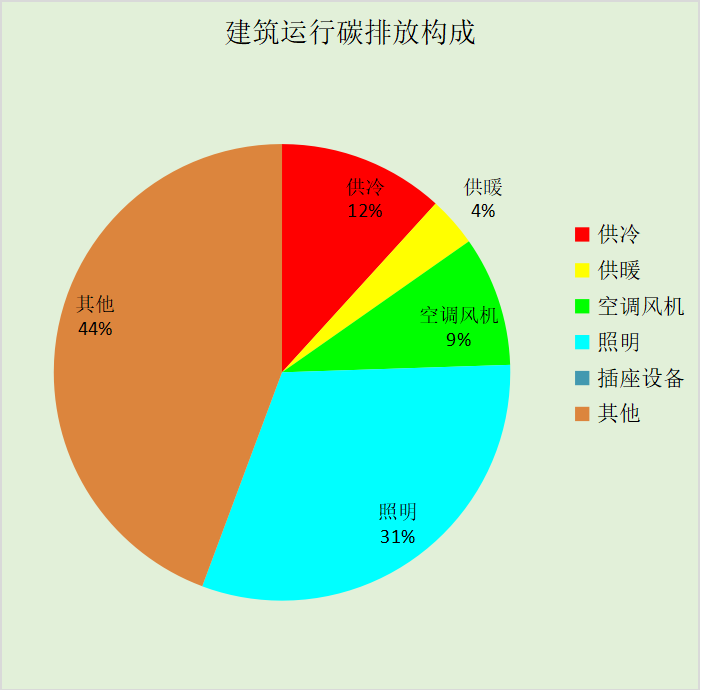 建筑运行碳排放构成
供冷
12%
供暖
4%
空调风机
9%
照明
31%
其他
44%
供冷
供暖
空调风机
照明
插座设备
其他